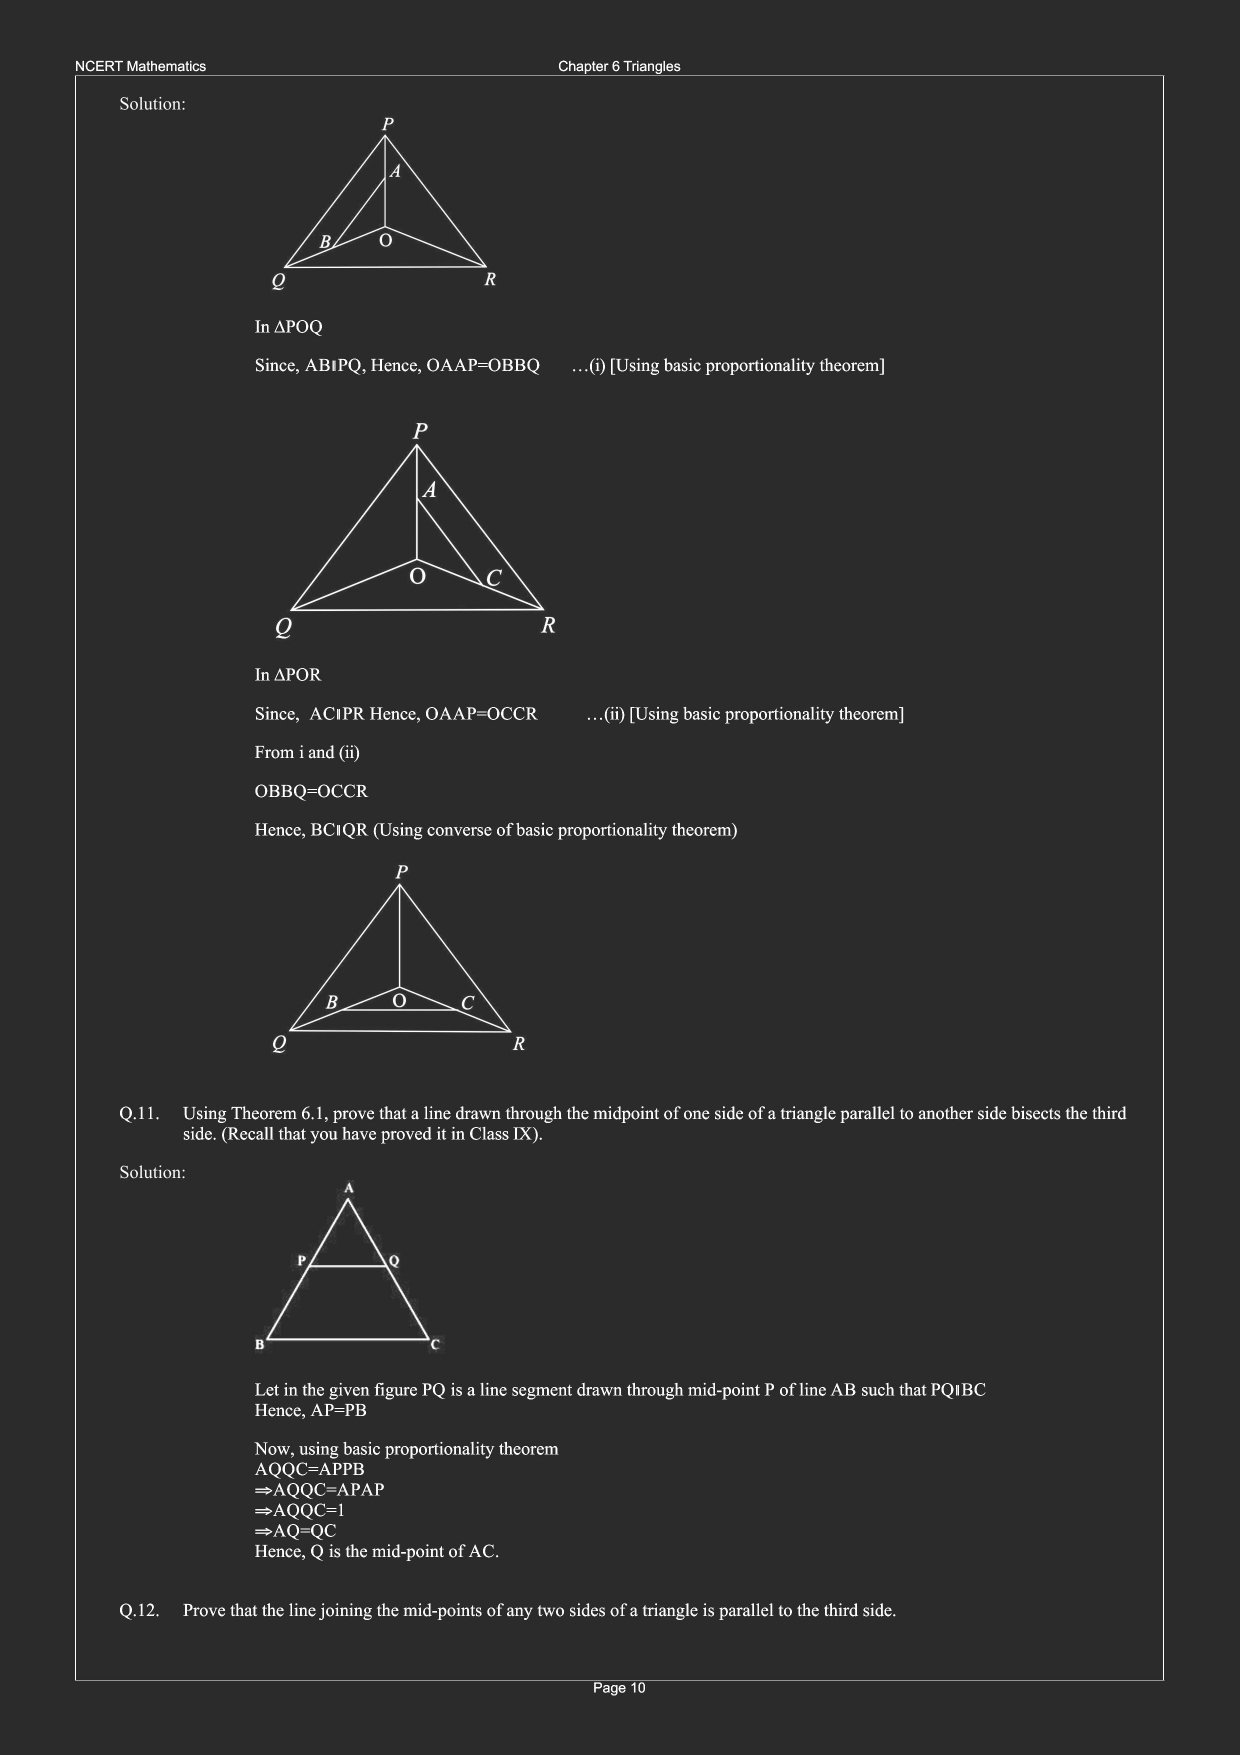 NCERT Mathematics
Chapter 6 Triangles
Solution:
P
A
B
O
Q
R
In ΔPOQ
Since, AB∥PQ, Hence, OAAP=OBBQ …(i) [Using basic proportionality theorem]
P
A
O
C
Q
R
In ΔPOR
Since, AC∥PR Hence, OAAP=OCCR …(ii) [Using basic proportionality theorem]
From i and (ii)
OBBQ=OCCR
Hence, BC∥QR (Using converse of basic proportionality theorem)
P
B
O
C
Q
R
Q.11. Using Theorem 6.1, prove that a line drawn through the midpoint of one side of a triangle parallel to another side bisects the third
side. (Recall that you have proved it in Class IX).
Solution:
A
P
Q
B
C
Let in the given figure PQ is a line segment drawn through mid-point P of line AB such that PQ∥BC
Hence, AP=PB
Now, using basic proportionality theorem
AQQC=APPB
⇒AQQC=APAP
⇒AQQC=1
⇒AQ=QC
Hence, Q is the mid-point of AC.
Q.12. Prove that the line joining the mid-points of any two sides of a triangle is parallel to the third side.
Page 10